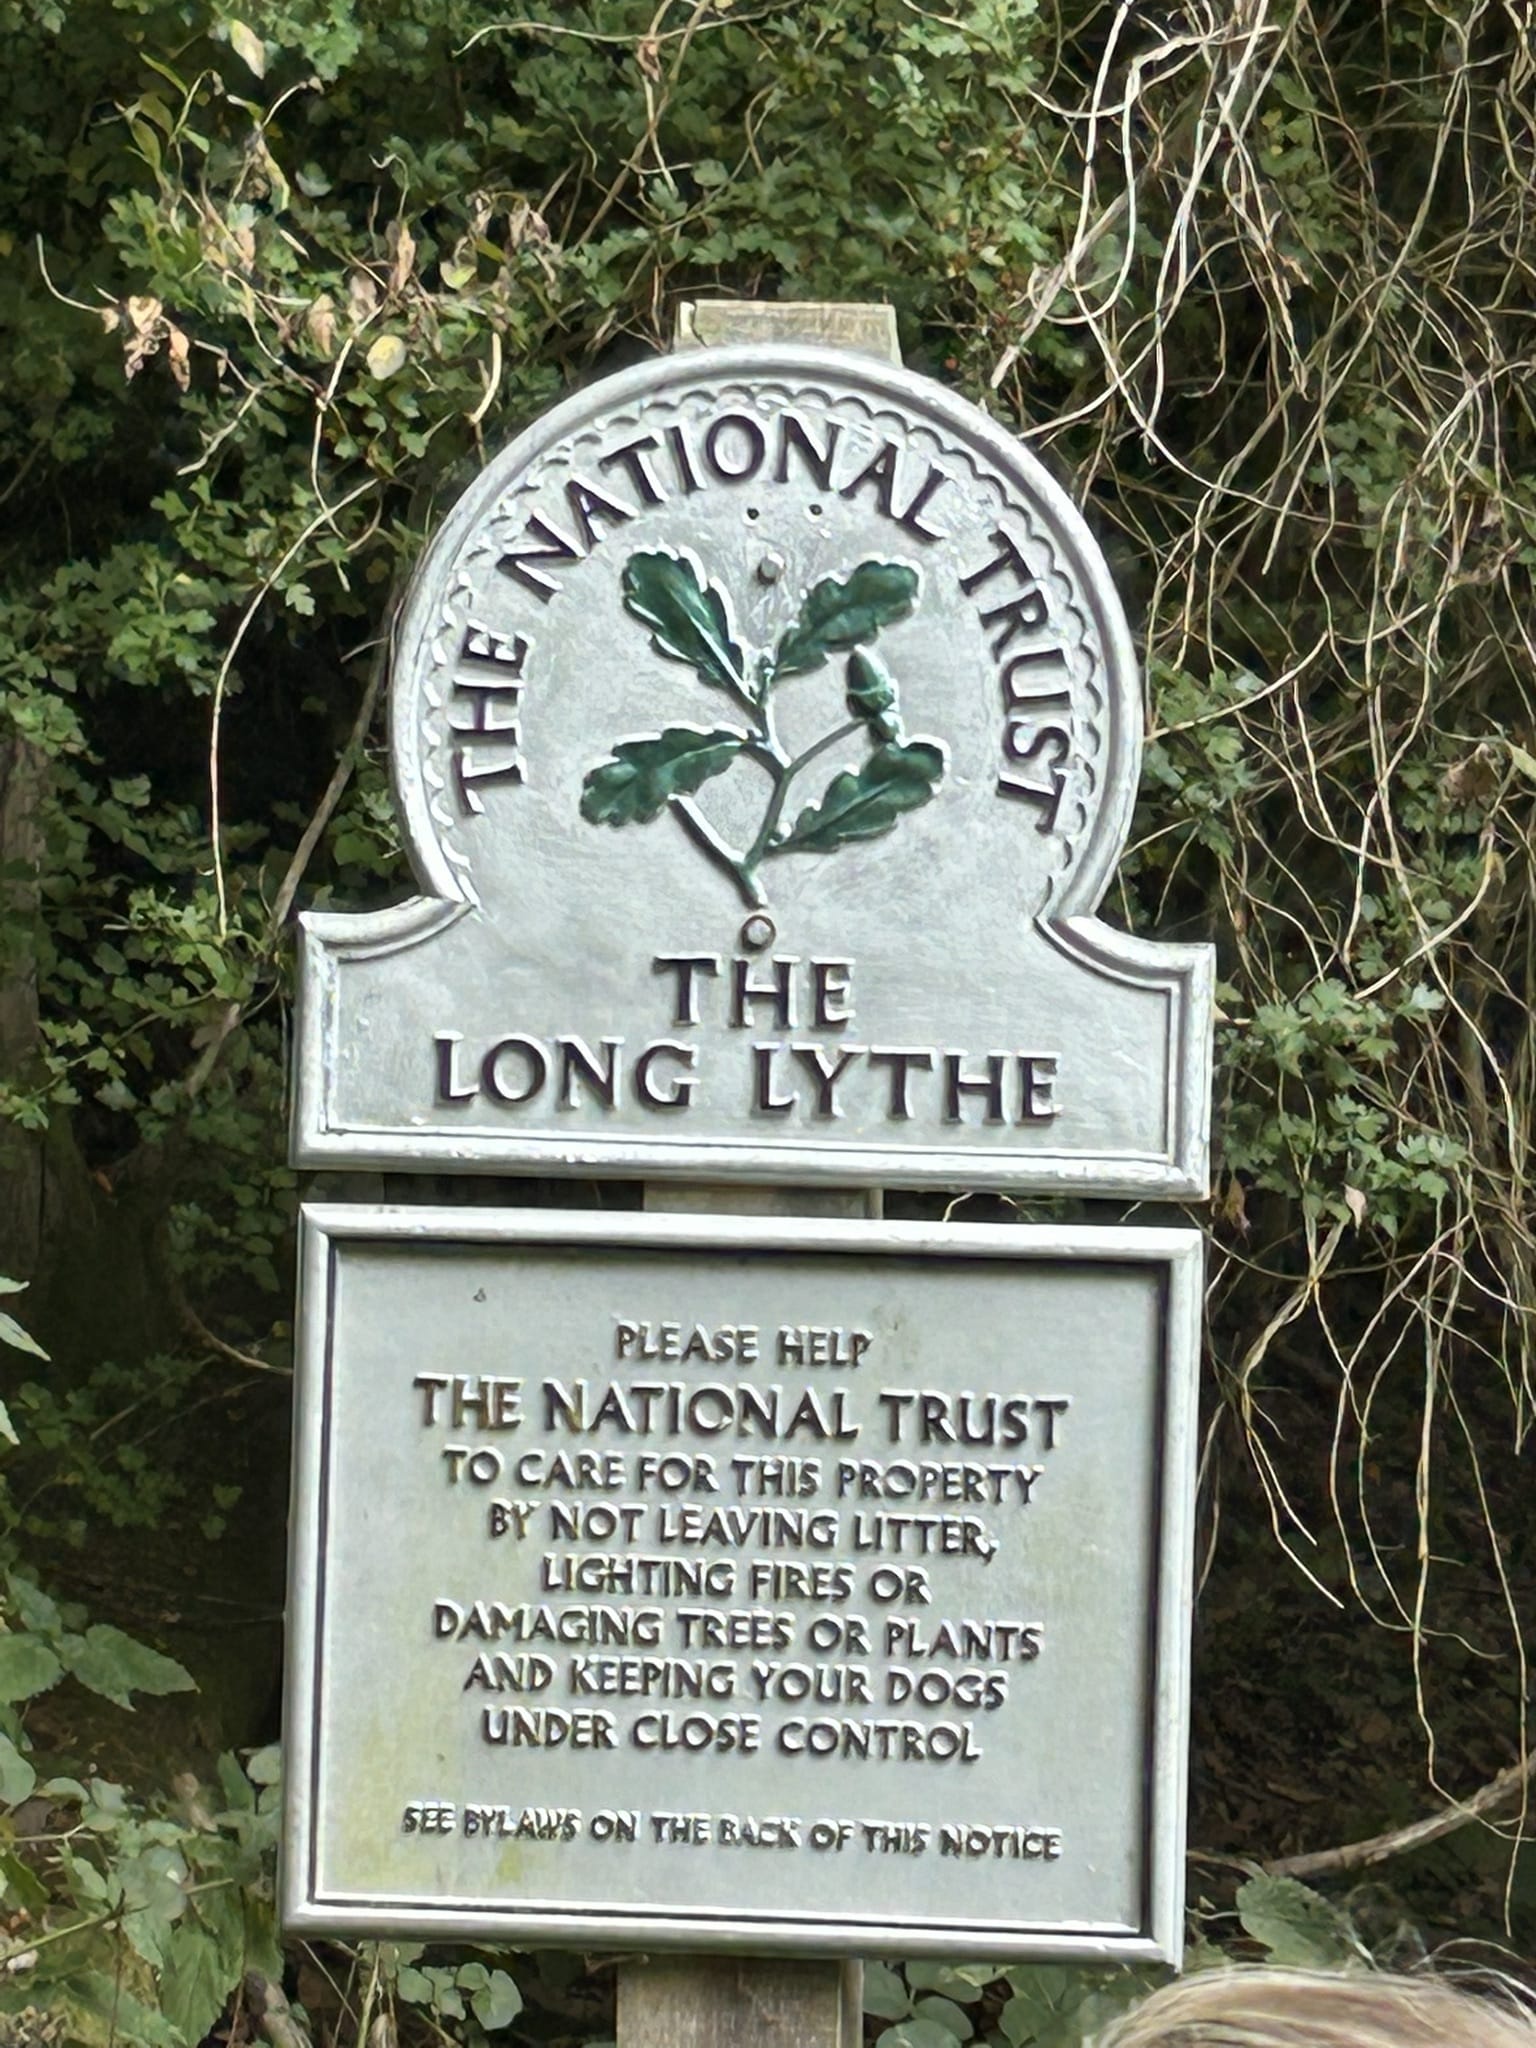 THE NATIONAL TRUST
THE
LONG LYTHE
PLEASE HELP
THE NATIONAL TRUST
TO CARE FOR THIS PROPERTY
BY NOT LEAVING LITTER,
LIGHTING FIRES OR
DAMAGING TREES OR PLANTS
AND KEEPING YOUR DOGS
UNDER CLOSE CONTROL
SEE BYLAWS ON THE BACK OF THIS NOTICE